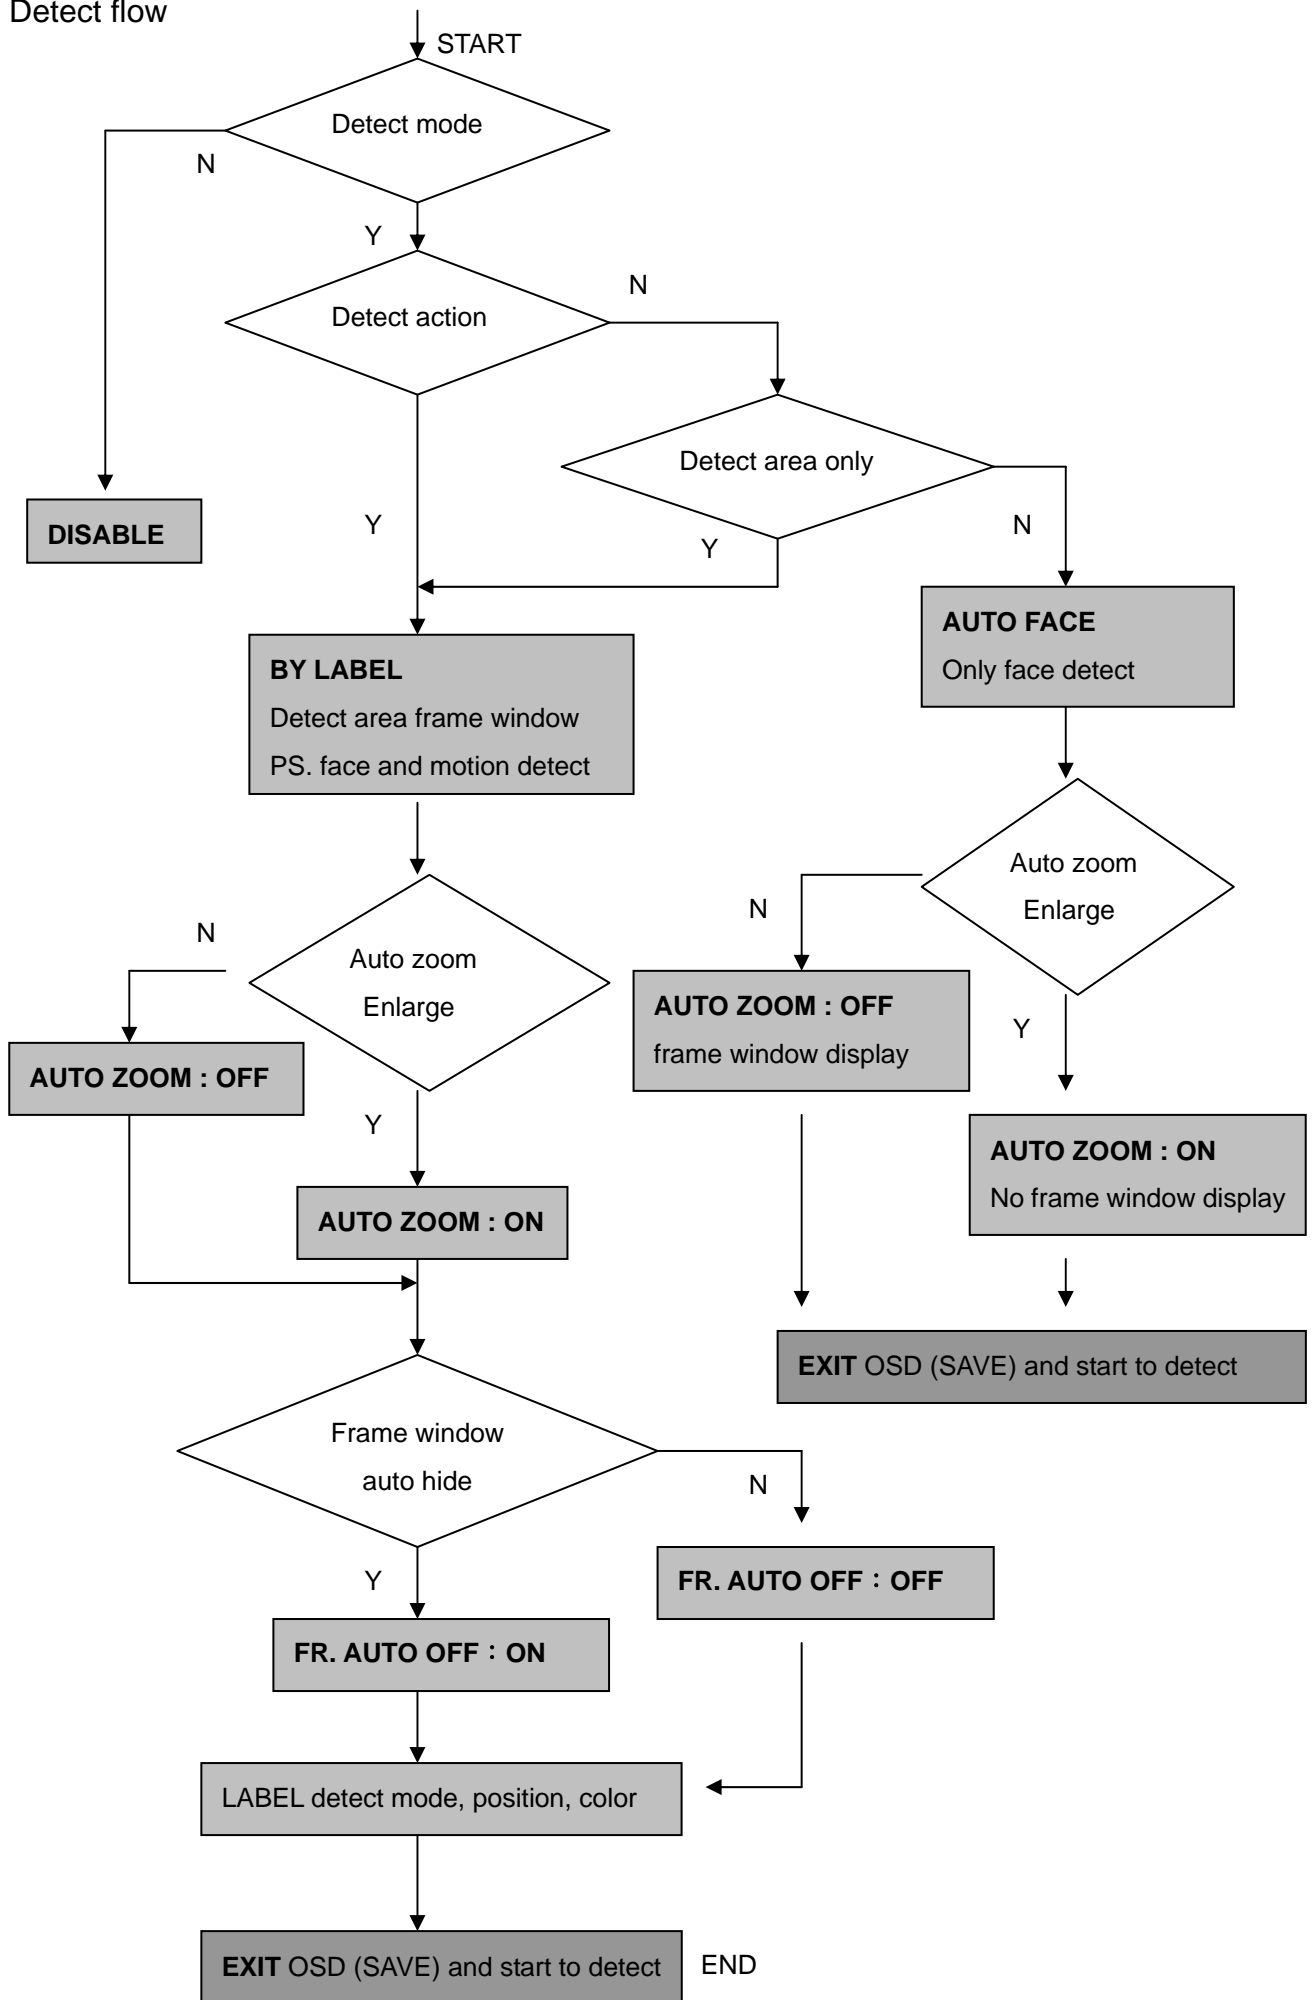 Detect flow
START
Detect mode
N
Y
N
Detect action
Detect area only
DISABLE
Y
Y
N
AUTO FACE
Only face detect
BY LABEL
Detect area frame window
PS. face and motion detect
Auto zoom
Enlarge
N
N
Auto zoom
Enlarge
AUTO ZOOM : OFF
frame window display
Y
AUTO ZOOM : OFF
Y
AUTO ZOOM : ON
No frame window display
AUTO ZOOM : ON
EXIT OSD (SAVE) and start to detect
Frame window
auto hide
N
Y
FR. AUTO OFF：OFF
FR. AUTO OFF：ON
LABEL detect mode, position, color
EXIT OSD (SAVE) and start to detect
END